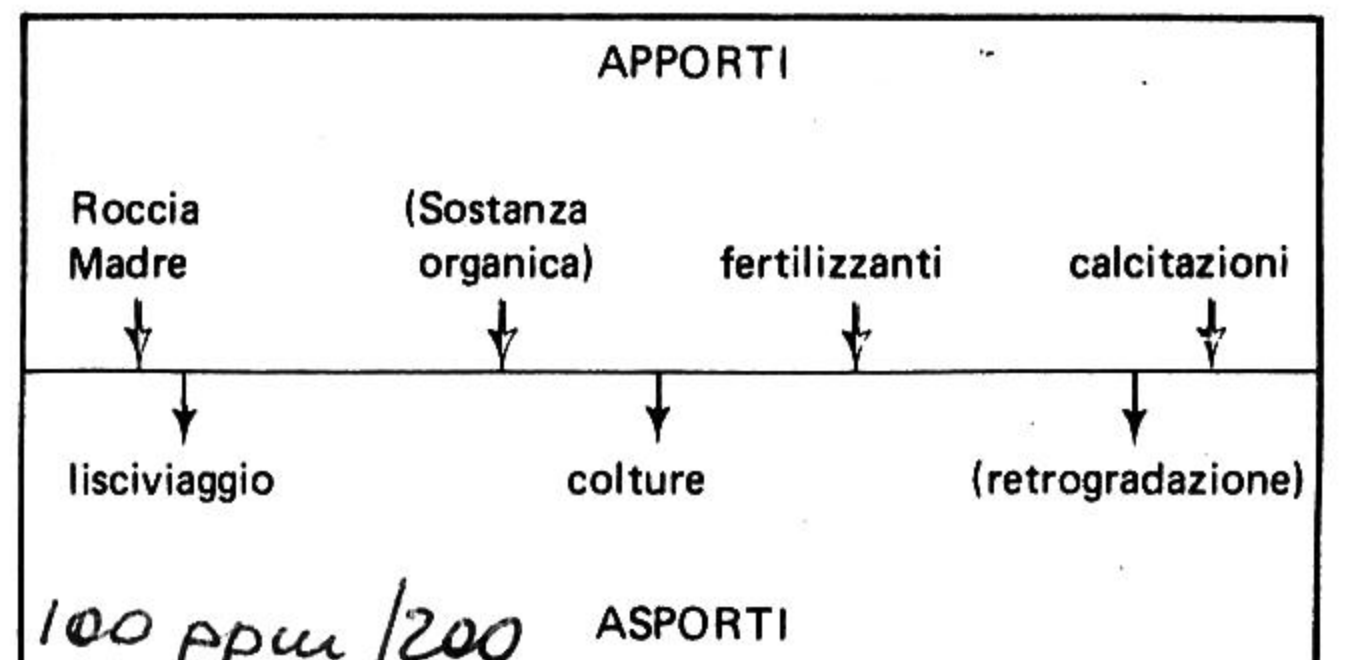 APPORTI
Roccia Madre
(Sostanza organica)
fertilizzanti
calcitazioni
lisciviaggio
colture
(retrogradazione)
100 ppm /200
ASPORTI